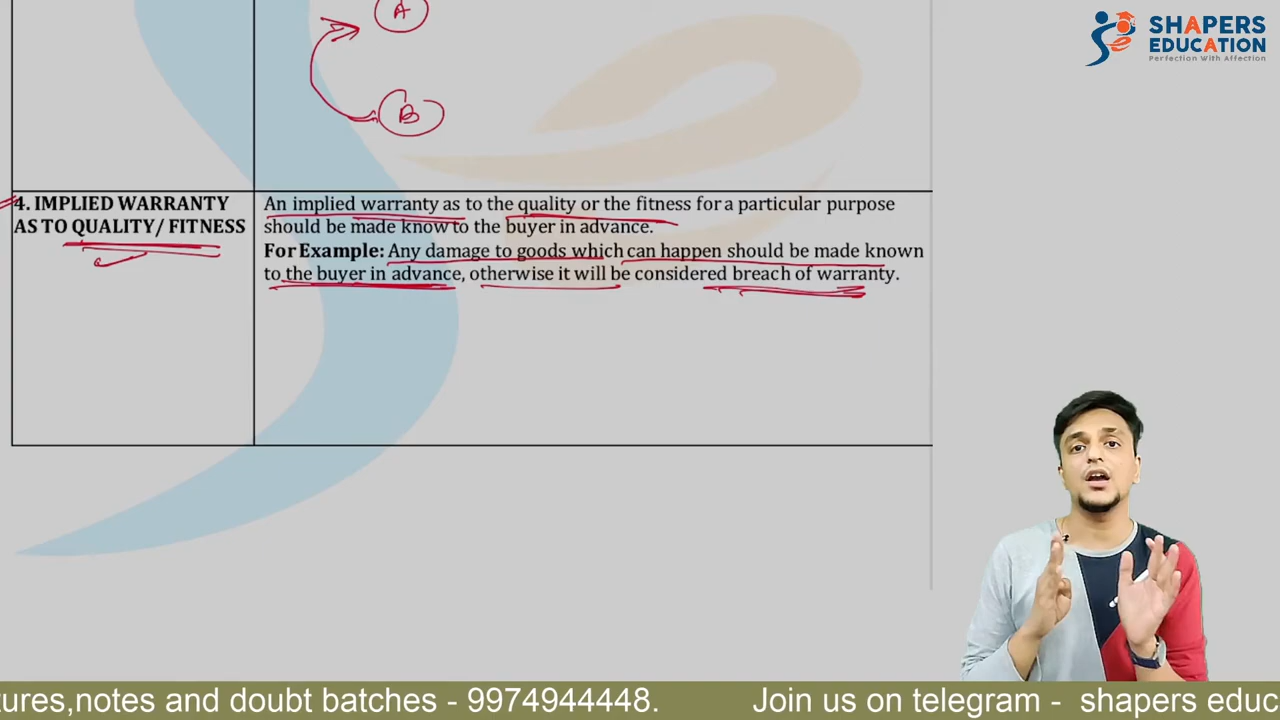 A
SHAPERS
EDUCATION
Perfection With Affection
B
4. IMPLIED WARRANTY
AS TO QUALITY/ FITNESS
An implied warranty as to the quality or the fitness for a particular purpose
should be made know to the buyer in advance.
For Example: Any damage to goods which can happen should be made known
to the buyer in advance, otherwise it will be considered breach of warranty.
tures,notes and doubt batches - 9974944448. Join us on telegram - shapers educ